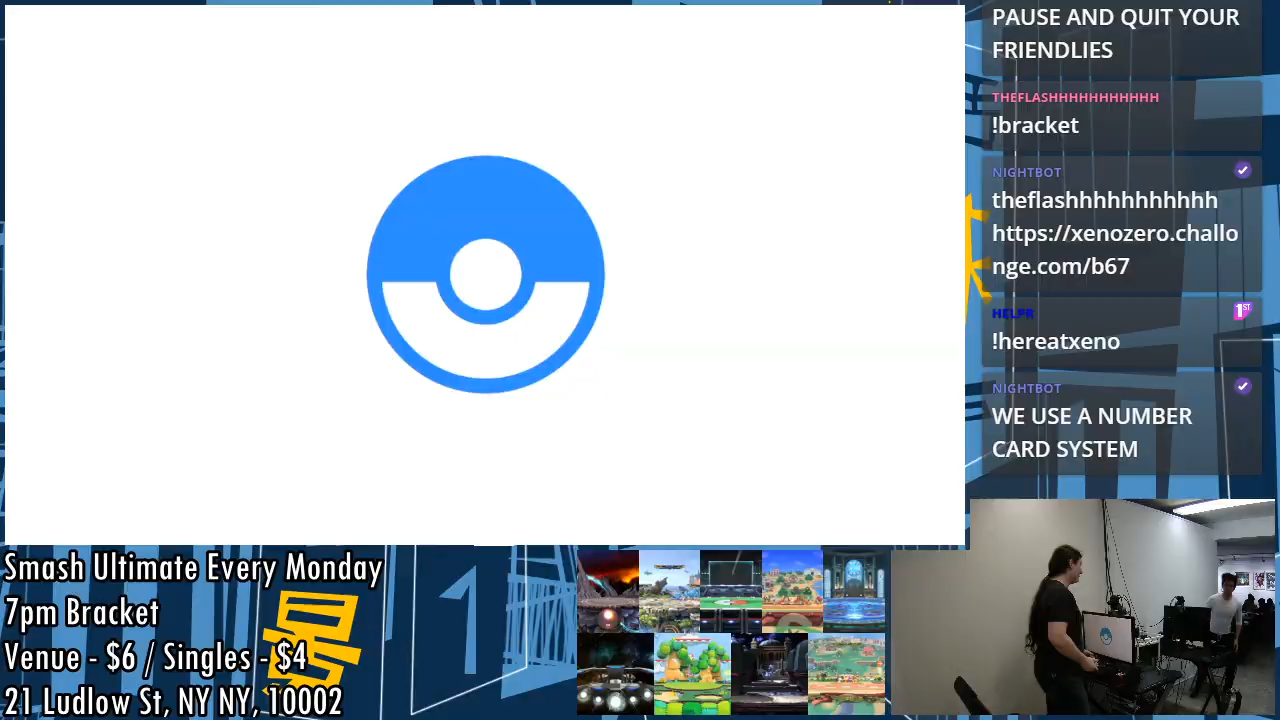 PAUSE AND QUIT YOUR
FRIENDLIES
THEFLASHHHHHHHHHHH
!bracket
NIGHTBOT
theflashhhhhhhhhhh
https://xenozero.challo
nge.com/b67
HELFR
!hereatxeno
NIGHTBOT
WE USE A NUMBER
CARD SYSTEM
Smash Ultimate Every Monday
7pm Bracket
Venue - $6 / Singles - $4
21 Ludlow St, NY NY, 10002